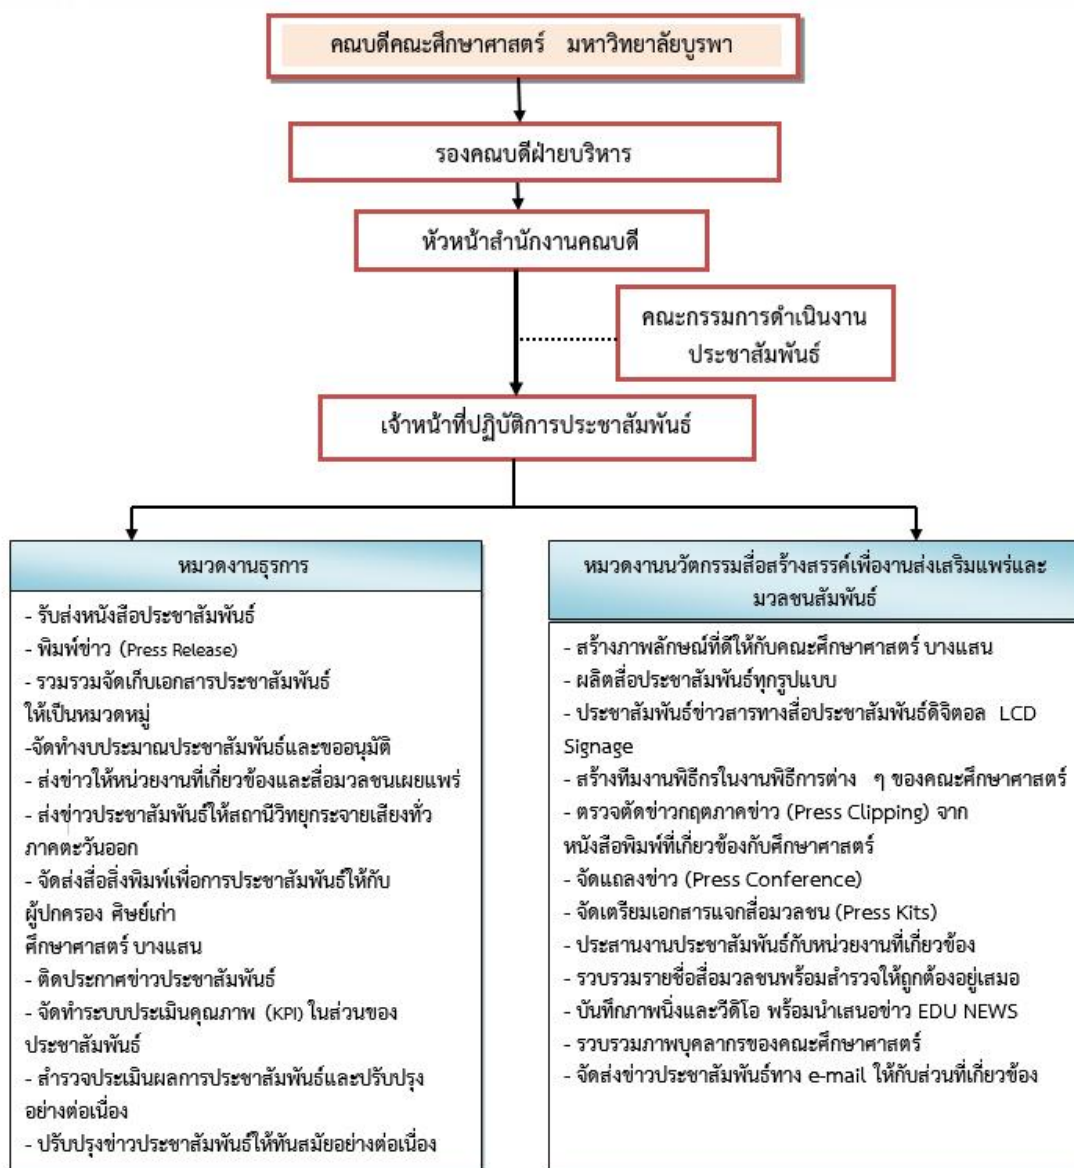 คณบดีคณะศึกษาศาสตร์ มหาวิทยาลัยบูรพา
รองคณบดีฝ่ายบริหาร
หัวหน้าสำนักงานคณบดี
คณะกรรมการดำเนินงาน
ประชาสัมพันธ์
เจ้าหน้าที่ปฏิบัติการประชาสัมพันธ์
หมวดงานธุรการ
- รับส่งหนังสือประชาสัมพันธ์
- พิมพ์ข่าว (Press Release)
- รวมรวมจัดเก็บเอกสารประชาสัมพันธ์
ให้เป็นหมวดหมู่
-จัดทำงบประมาณประชาสัมพันธ์และขออนุมัติ
- ส่งข่าวให้หน่วยงานที่เกี่ยวข้องและสื่อมวลชนเผยแพร่
- ส่งข่าวประชาสัมพันธ์ให้สถานีวิทยุกระจายเสียงทั่ว
ภาคตะวันออก
- จัดส่งสื่อสิ่งพิมพ์เพื่อการประชาสัมพันธ์ให้กับ
ผู้ปกครอง ศิษย์เก่า
ศึกษาศาสตร์ บางแสน
- ติดประกาศข่าวประชาสัมพันธ์
- จัดทำระบบประเมินคุณภาพ (KPI) ในส่วนของ
ประชาสัมพันธ์
- สำรวจประเมินผลการประชาสัมพันธ์และปรับปรุง
อย่างต่อเนื่อง
- ปรับปรุงข่าวประชาสัมพันธ์ให้ทันสมัยอย่างต่อเนื่อง
หมวดงานนวัตกรรมสื่อสร้างสรรค์เพื่องานส่งเสริมแพร่และ
มวลชนสัมพันธ์
- สร้างภาพลักษณ์ที่ดีให้กับคณะศึกษาศาสตร์ บางแสน
- ผลิตสื่อประชาสัมพันธ์ทุกรูปแบบ
- ประชาสัมพันธ์ข่าวสารทางสื่อประชาสัมพันธ์ดิจิตอล LCD
Signage
- สร้างทีมงานพิธีกรในงานพิธีการต่าง ๆ ของคณะศึกษาศาสตร์
- ตรวจตัดข่าวกฤตภาคข่าว (Press Clipping) จาก
หนังสือพิมพ์ที่เกี่ยวข้องกับศึกษาศาสตร์
- จัดแถลงข่าว (Press Conference)
- จัดเตรียมเอกสารแจกสื่อมวลชน (Press Kits)
- ประสานงานประชาสัมพันธ์กับหน่วยงานที่เกี่ยวข้อง
- รวบรวมรายชื่อสื่อมวลชนพร้อมสำรวจให้ถูกต้องอยู่เสมอ
- บันทึกภาพนิ่งและวีดิโอ พร้อมนำเสนอข่าว EDU NEWS
- รวบรวมภาพบุคลากรของคณะศึกษาศาสตร์
- จัดส่งข่าวประชาสัมพันธ์ทาง e-mail ให้กับส่วนที่เกี่ยวข้อง